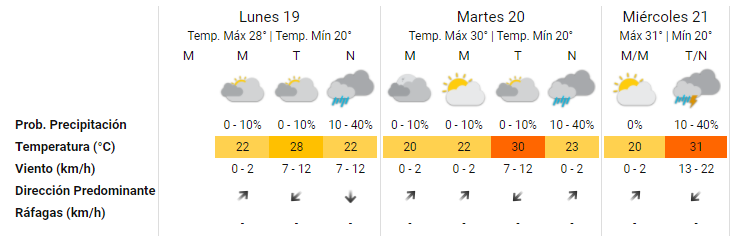 Lunes 19 Martes 20 Miércoles 21
Temp. Máx 28° | Temp. Mín 20° Temp. Máx 30° | Temp. Mín 20° Máx 31° | Mín 20°
M M T N M M T N M/M T/N
Prob. Precipitación 0 - 10% 0 - 10% 10 - 40% 0 - 10% 0 - 10% 0 - 10% 10 - 40% 0% 10 - 40%
Temperatura (°C) 22 28 22 20 22 30 23 20 31
Viento (km/h) 0 - 2 7 - 12 7 - 12 0 - 2 0 - 2 7 - 12 0 - 2 0 - 2 13 - 22
Dirección Predominante
Ráfagas (km/h)
- - - - - - - - -